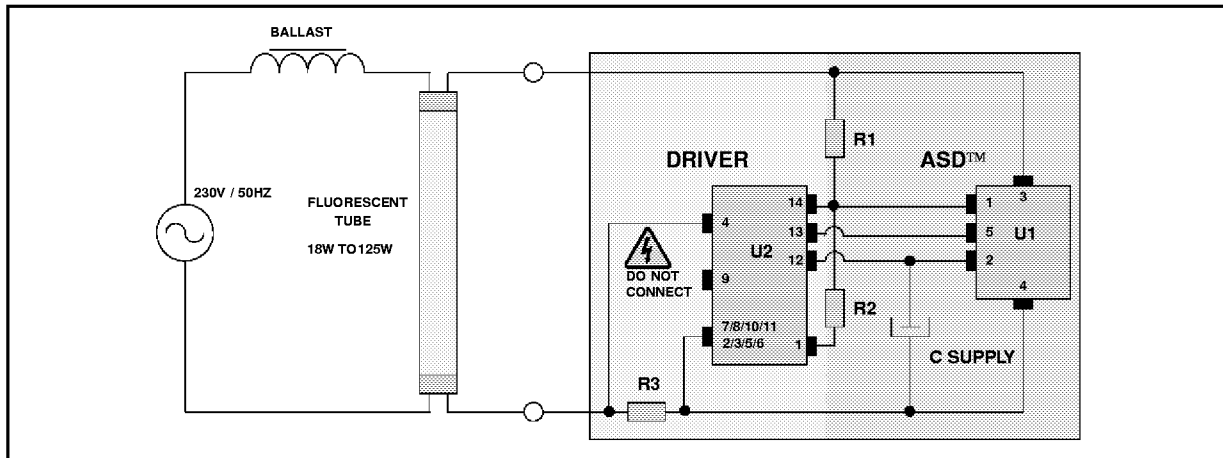 BALLAST
230V / 50HZ
FLUORESCENT
TUBE
18W TO125W
DRIVER
ASD™
R1
14
1
3
4
13
5
U1
U2
12
2
DO NOT
CONNECT
9
4
R2
7/8/10/11
2/3/5/6
1
C SUPPLY
R3